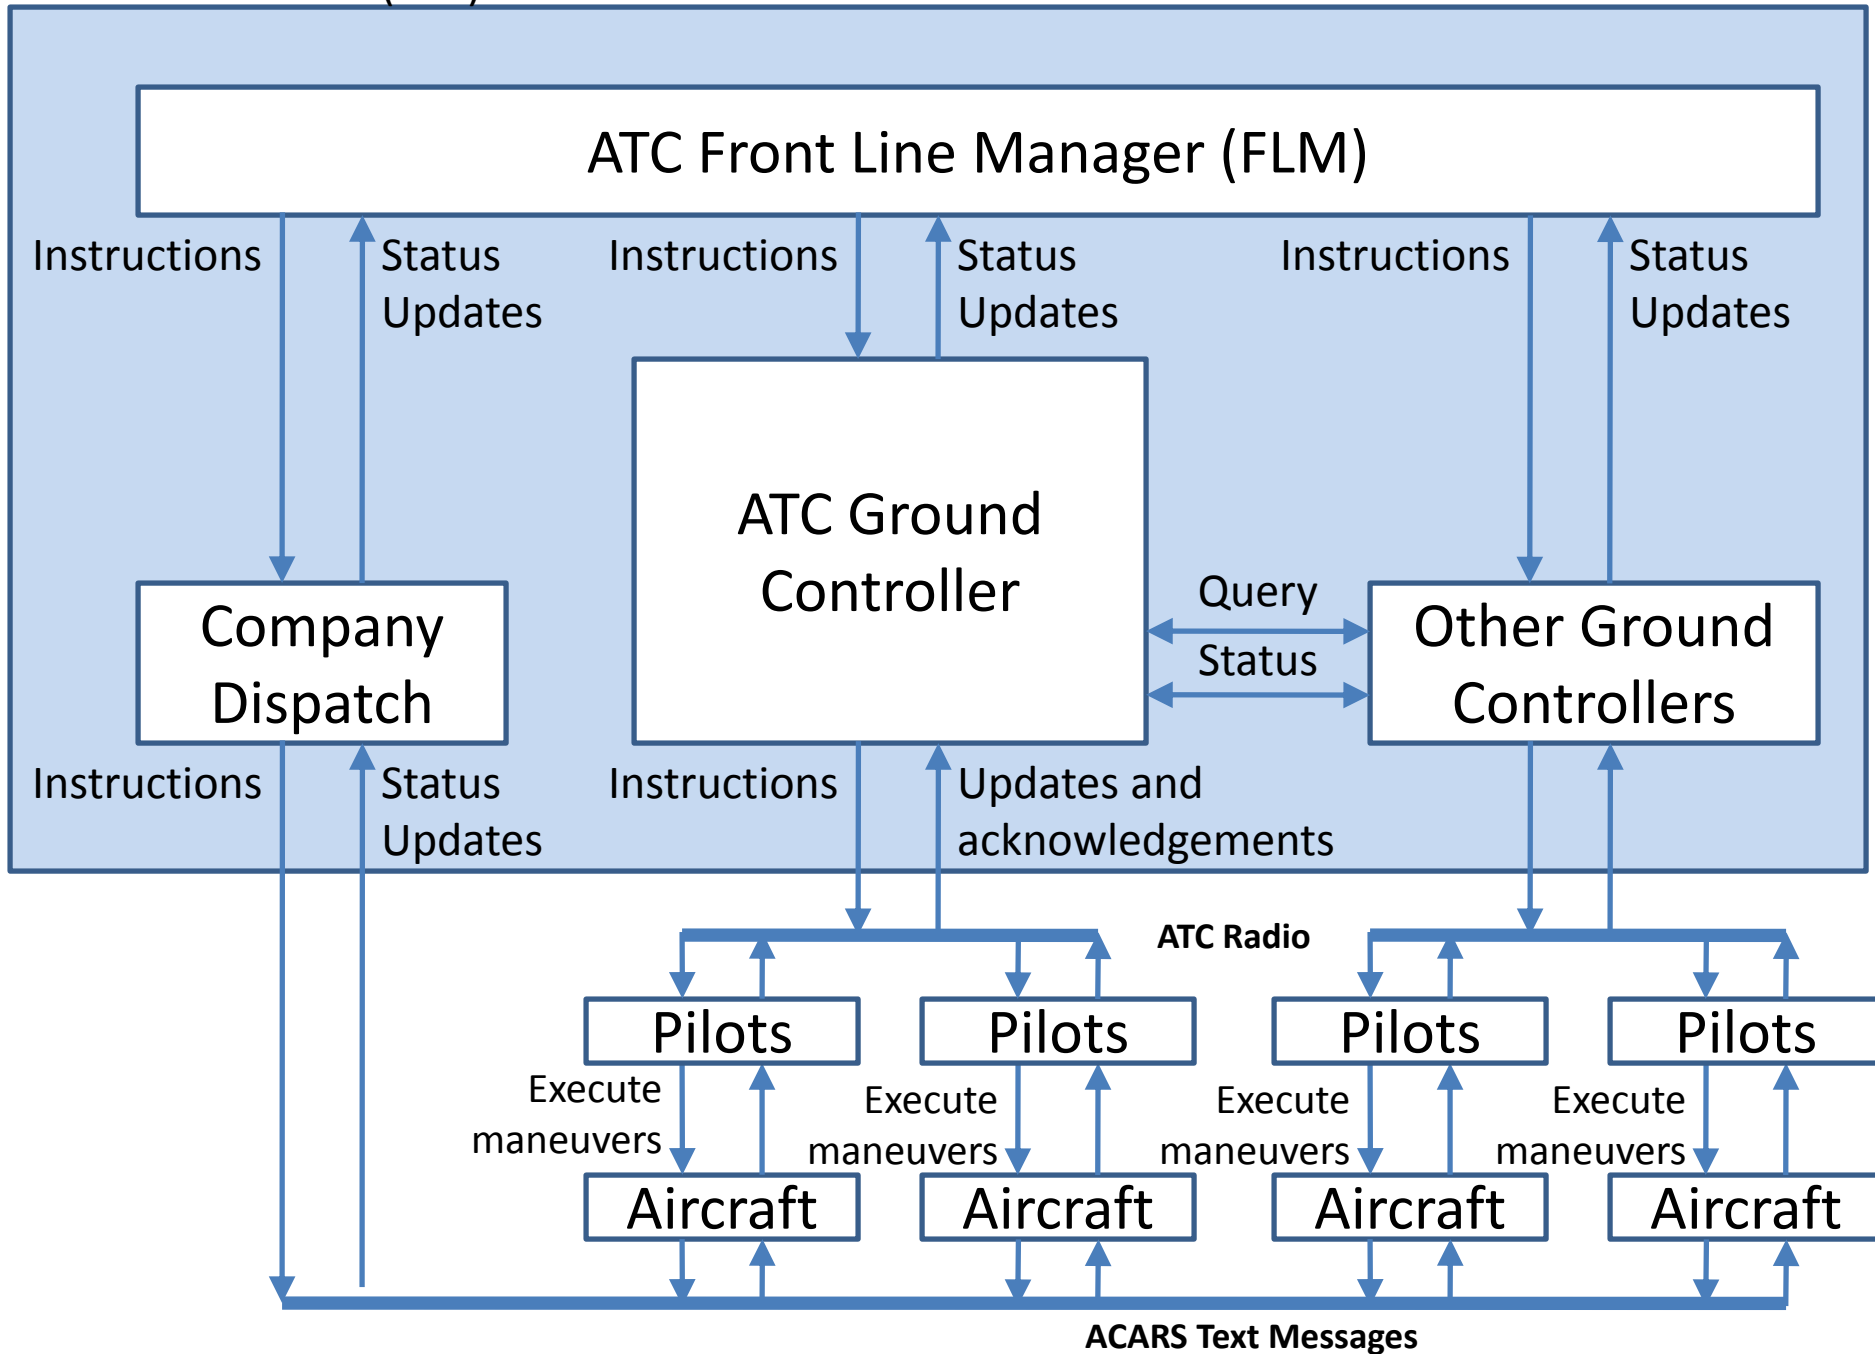 ATC Front Line Manager (FLM)
Instructions
Status
Updates
Instructions
Status
Updates
Instructions
Status
Updates
ATC Ground
Controller
Company
Dispatch
Query
Status
Other Ground
Controllers
Instructions
Status
Updates
Instructions
Updates and
acknowledgements
ATC Radio
Pilots
Pilots
Pilots
Pilots
Execute
maneuvers
Execute
maneuvers
Execute
maneuvers
Execute
maneuvers
Aircraft
Aircraft
Aircraft
Aircraft
ACARS Text Messages